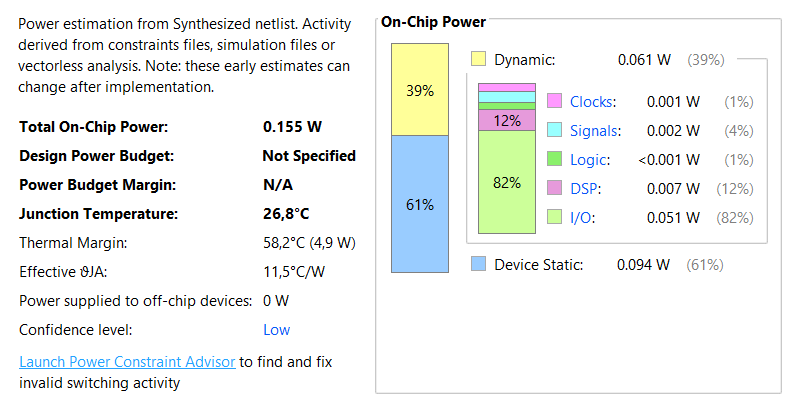 Power estimation from Synthesized netlist. Activity
derived from constraints files, simulation files or
vectorless analysis. Note: these early estimates can
change after implementation.
Total On-Chip Power: 0.155 W
Design Power Budget: Not Specified
Power Budget Margin: N/A
Junction Temperature: 26,8°C
Thermal Margin: 58,2°C (4,9 W)
Effective ϑJA: 11,5°C/W
Power supplied to off-chip devices: 0 W
Confidence level: Low
Launch Power Constraint Advisor to find and fix
invalid switching activity
On-Chip Power
39%
61%
Dynamic: 0.061 W (39%)
12%
82%
Clocks: 0.001 W (1%)
Signals: 0.002 W (4%)
Logic: <0.001 W (1%)
DSP: 0.007 W (12%)
I/O: 0.051 W (82%)
Device Static: 0.094 W (61%)